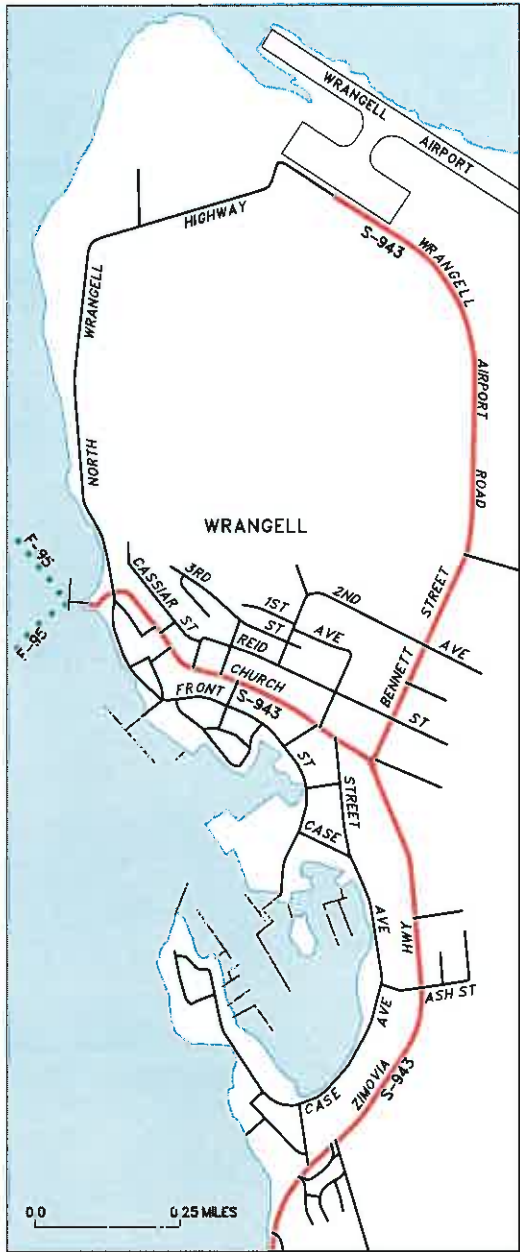 WRANGELL
AIRPORT
HIGHWAY
S-943
WRANGELL
WRANGELL
AIRPORT
ROAD
NORTH
WRANGELL
F-95
F-95
CASSIAR
ST
3RD
1ST
ST
AVE
2ND
AVE
STREET
BENNETT
REID
ST
CHURCH
FRONT
S-943
ST
STREET
CASE
AVE
HWY
ASH ST
AVE
ZIMOVIA
S-943
CASE
0.0
0.25 MILES